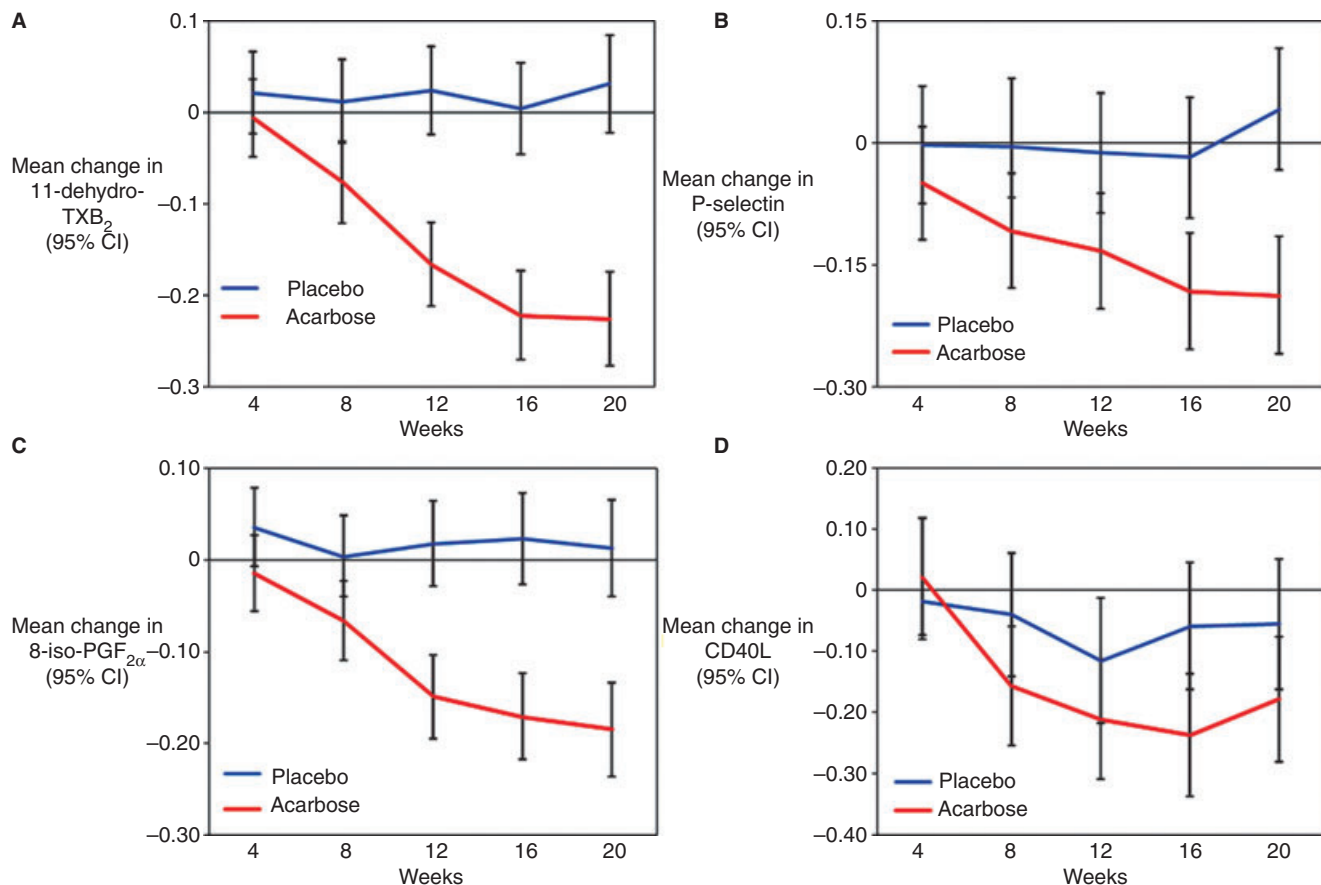 A
0.1
0
–0.1
–0.2
–0.3
Mean change in
11-dehydro-
TXB2
(95% CI)
Placebo
Acarbose
4 8 12 16 20
Weeks
B
0.15
0
–0.15
–0.30
Mean change in
P-selectin
(95% CI)
Placebo
Acarbose
4 8 12 16 20
Weeks
C
0.10
0
–0.10
–0.20
–0.30
Mean change in
8-iso-PGF2α
(95% CI)
Placebo
Acarbose
4 8 12 16 20
Weeks
D
0.20
0.10
0
–0.10
–0.20
–0.30
–0.40
Mean change in
CD40L
(95% CI)
Placebo
Acarbose
4 8 12 16 20
Weeks